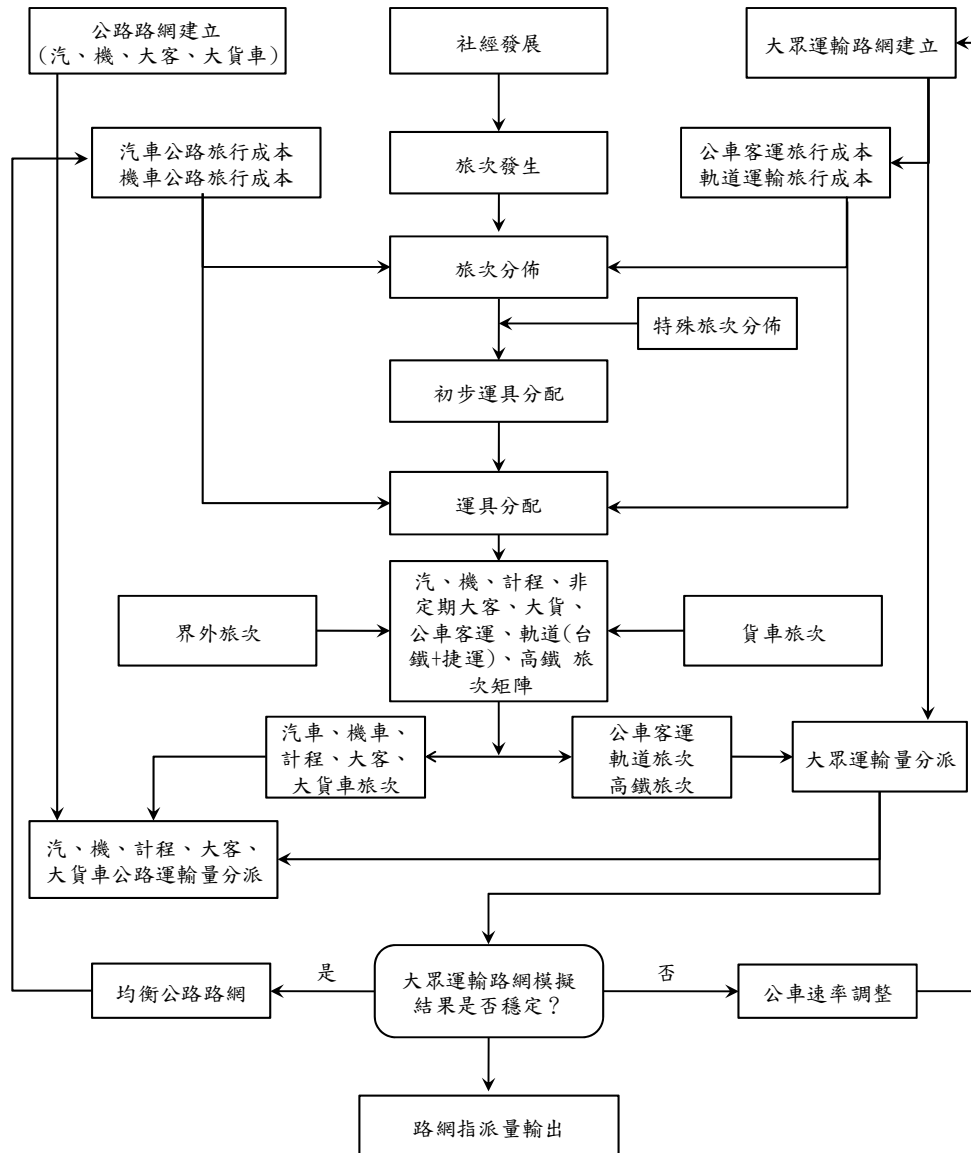 公路路網建立
(汽、機、大客、大貨車)
社經發展
大眾運輸路網建立
汽車公路旅行成本
機車公路旅行成本
旅次發生
公車客運旅行成本
軌道運輸旅行成本
旅次分佈
特殊旅次分佈
初步運具分配
運具分配
汽、機、計程、非
定期大客、大貨、
公車客運、軌道(台
鐵+捷運)、高鐵 旅
次矩陣
界外旅次
貨車旅次
汽車、機車、
計程、大客、
大貨車旅次
公車客運
軌道旅次
高鐵旅次
大眾運輸量分派
汽、機、計程、大客、
大貨車公路運輸量分派
均衡公路路網
是
大眾運輸路網模擬
結果是否穩定？
否
公車速率調整
路網指派量輸出